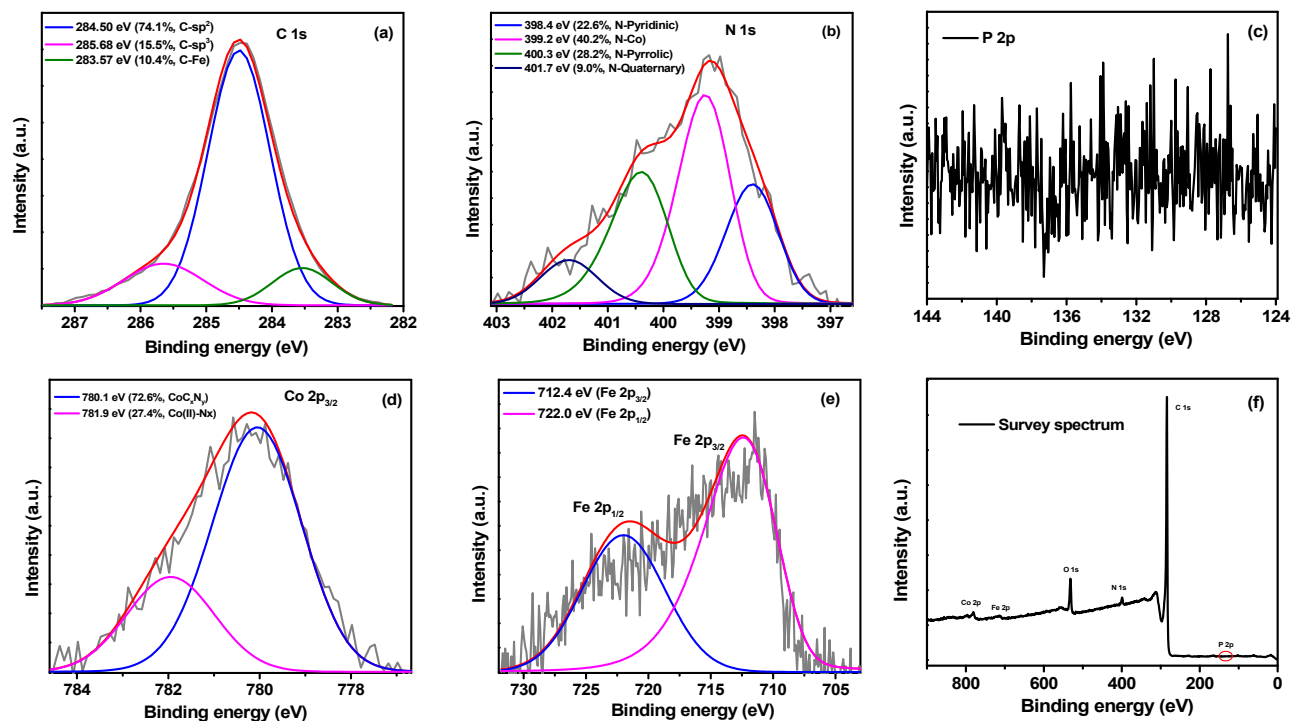 284.50 eV (74.1%, C-sp²)
285.68 eV (15.5%, C-sp³)
283.57 eV (10.4%, C-Fe)
C 1s
(a)
Intensity (a.u.)
287 286 285 284 283 282
Binding energy (eV)
398.4 eV (22.6%, N-Pyridinic)
399.2 eV (40.2%, N-Co)
400.3 eV (28.2%, N-Pyrrolic)
401.7 eV (9.0%, N-Quaternary)
N 1s
(b)
Intensity (a.u.)
403 402 401 400 399 398 397
Binding energy (eV)
P 2p
(c)
Intensity (a.u.)
144 140 136 132 128 124
Binding energy (eV)
780.1 eV (72.6%, CoCₓNᵧ)
781.9 eV (27.4%, Co(II)-Nx)
Co 2p₃/₂
(d)
Intensity (a.u.)
784 782 780 778
Binding energy (eV)
712.4 eV (Fe 2p₃/₂)
722.0 eV (Fe 2p₁/₂)
(e)
Fe 2p₃/₂
Fe 2p₁/₂
Intensity (a.u.)
730 725 720 715 710 705
Binding energy (eV)
Survey spectrum
(f)
C 1s
O 1s
N 1s
Co 2p
Fe 2p
P 2p
Intensity (a.u.)
800 600 400 200 0
Binding energy (eV)